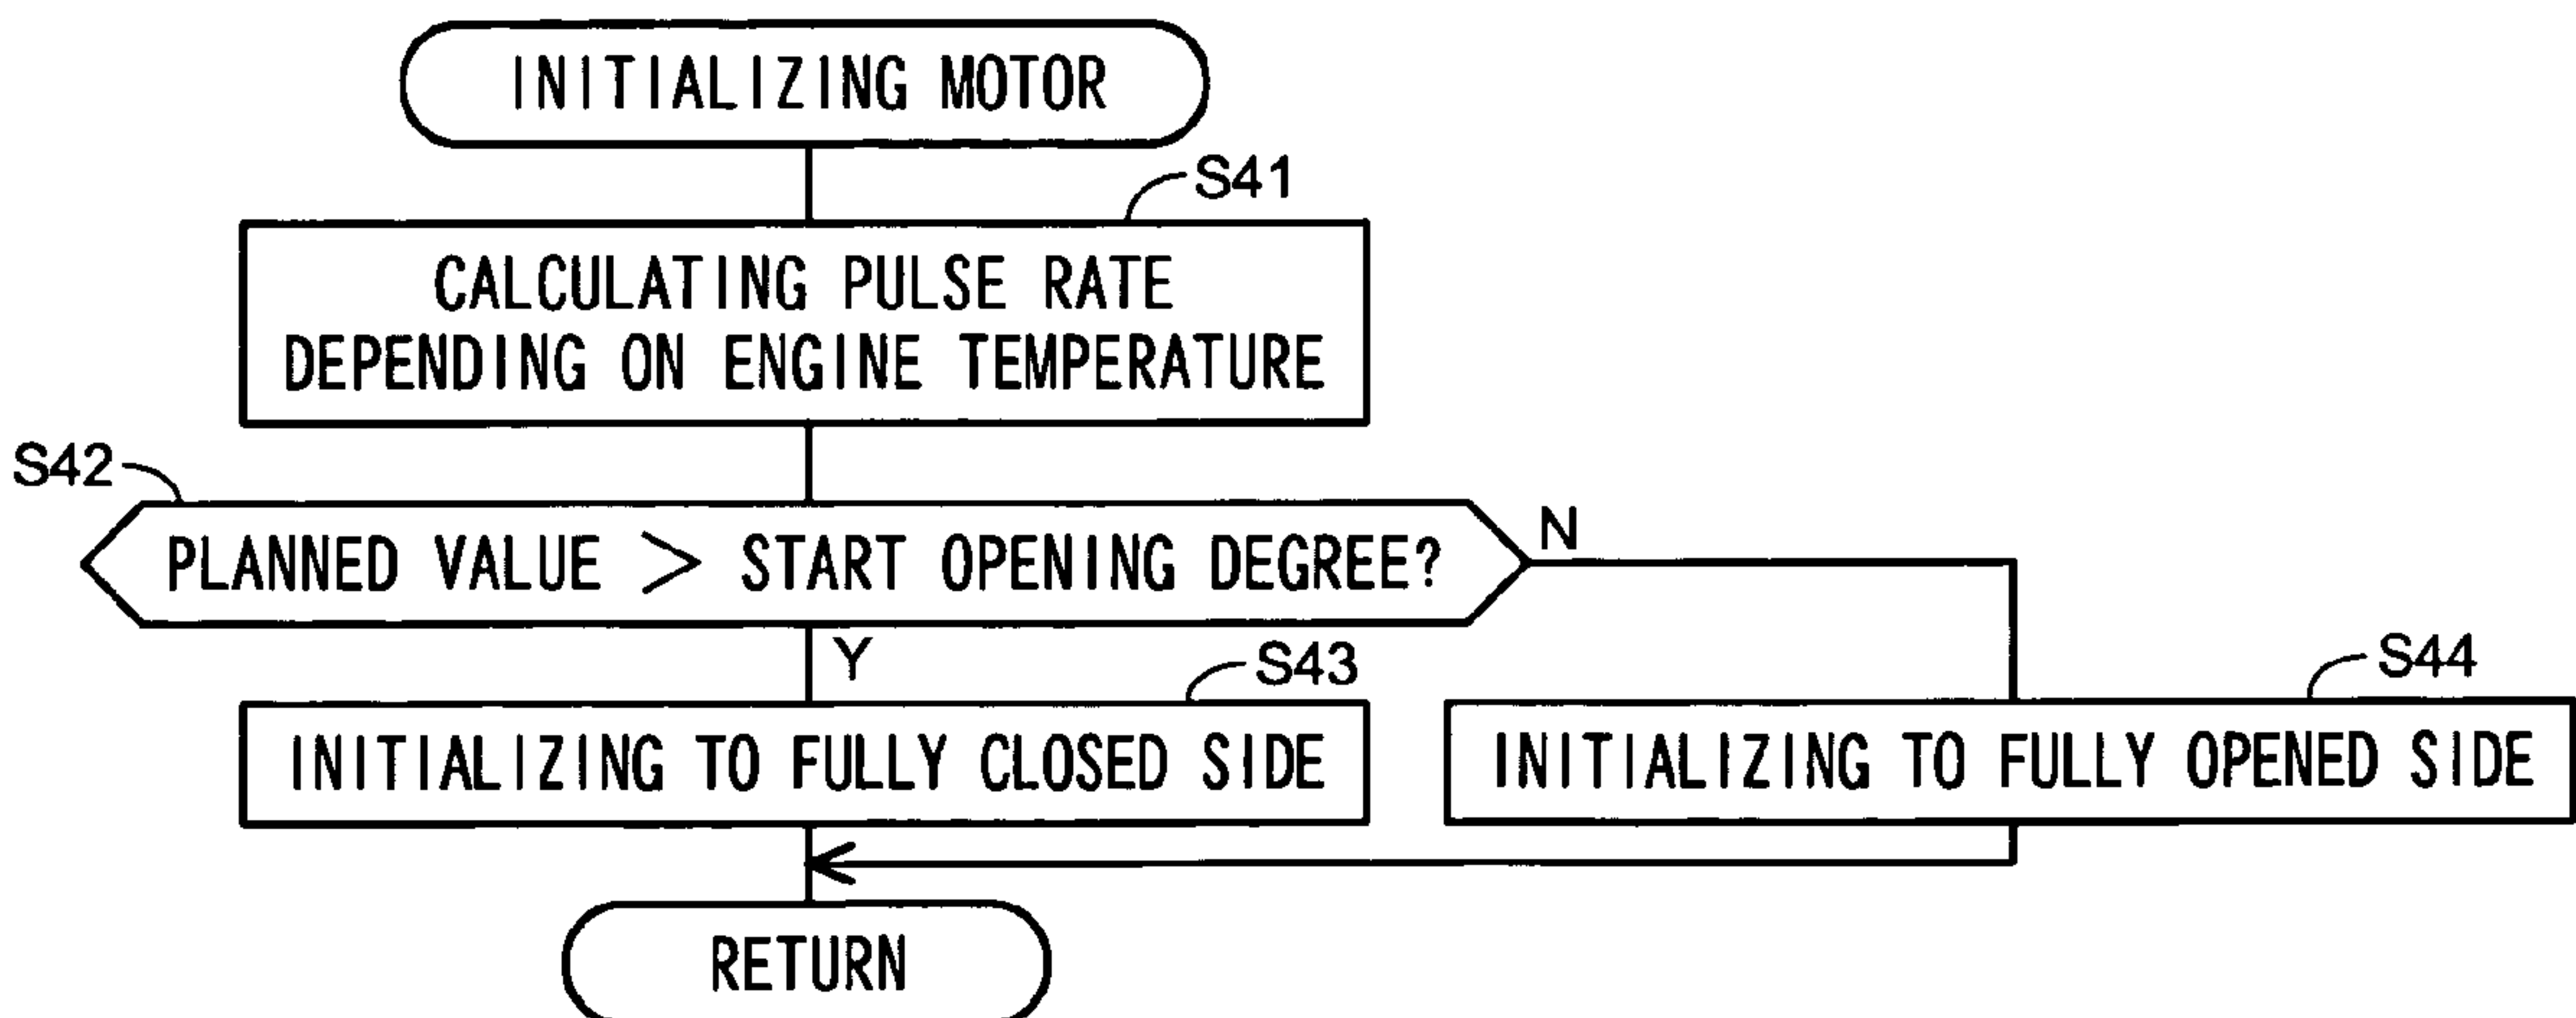 INITIALIZING MOTOR
S41
CALCULATING PULSE RATE
DEPENDING ON ENGINE TEMPERATURE
S42
PLANNED VALUE > START OPENING DEGREE?
N
Y
S43
INITIALIZING TO FULLY CLOSED SIDE
S44
INITIALIZING TO FULLY OPENED SIDE
RETURN